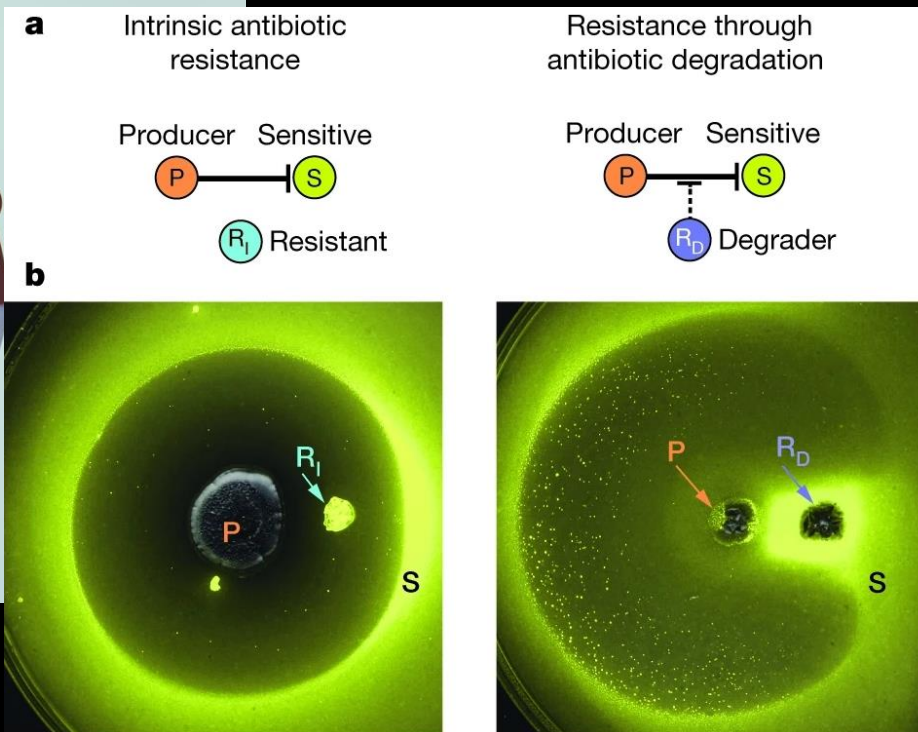 a
Intrinsic antibiotic
resistance
Producer Sensitive
P S
R_I Resistant
Resistance through
antibiotic degradation
Producer Sensitive
P S
R_D Degrader
b
P
R_I
S
P
R_D
S